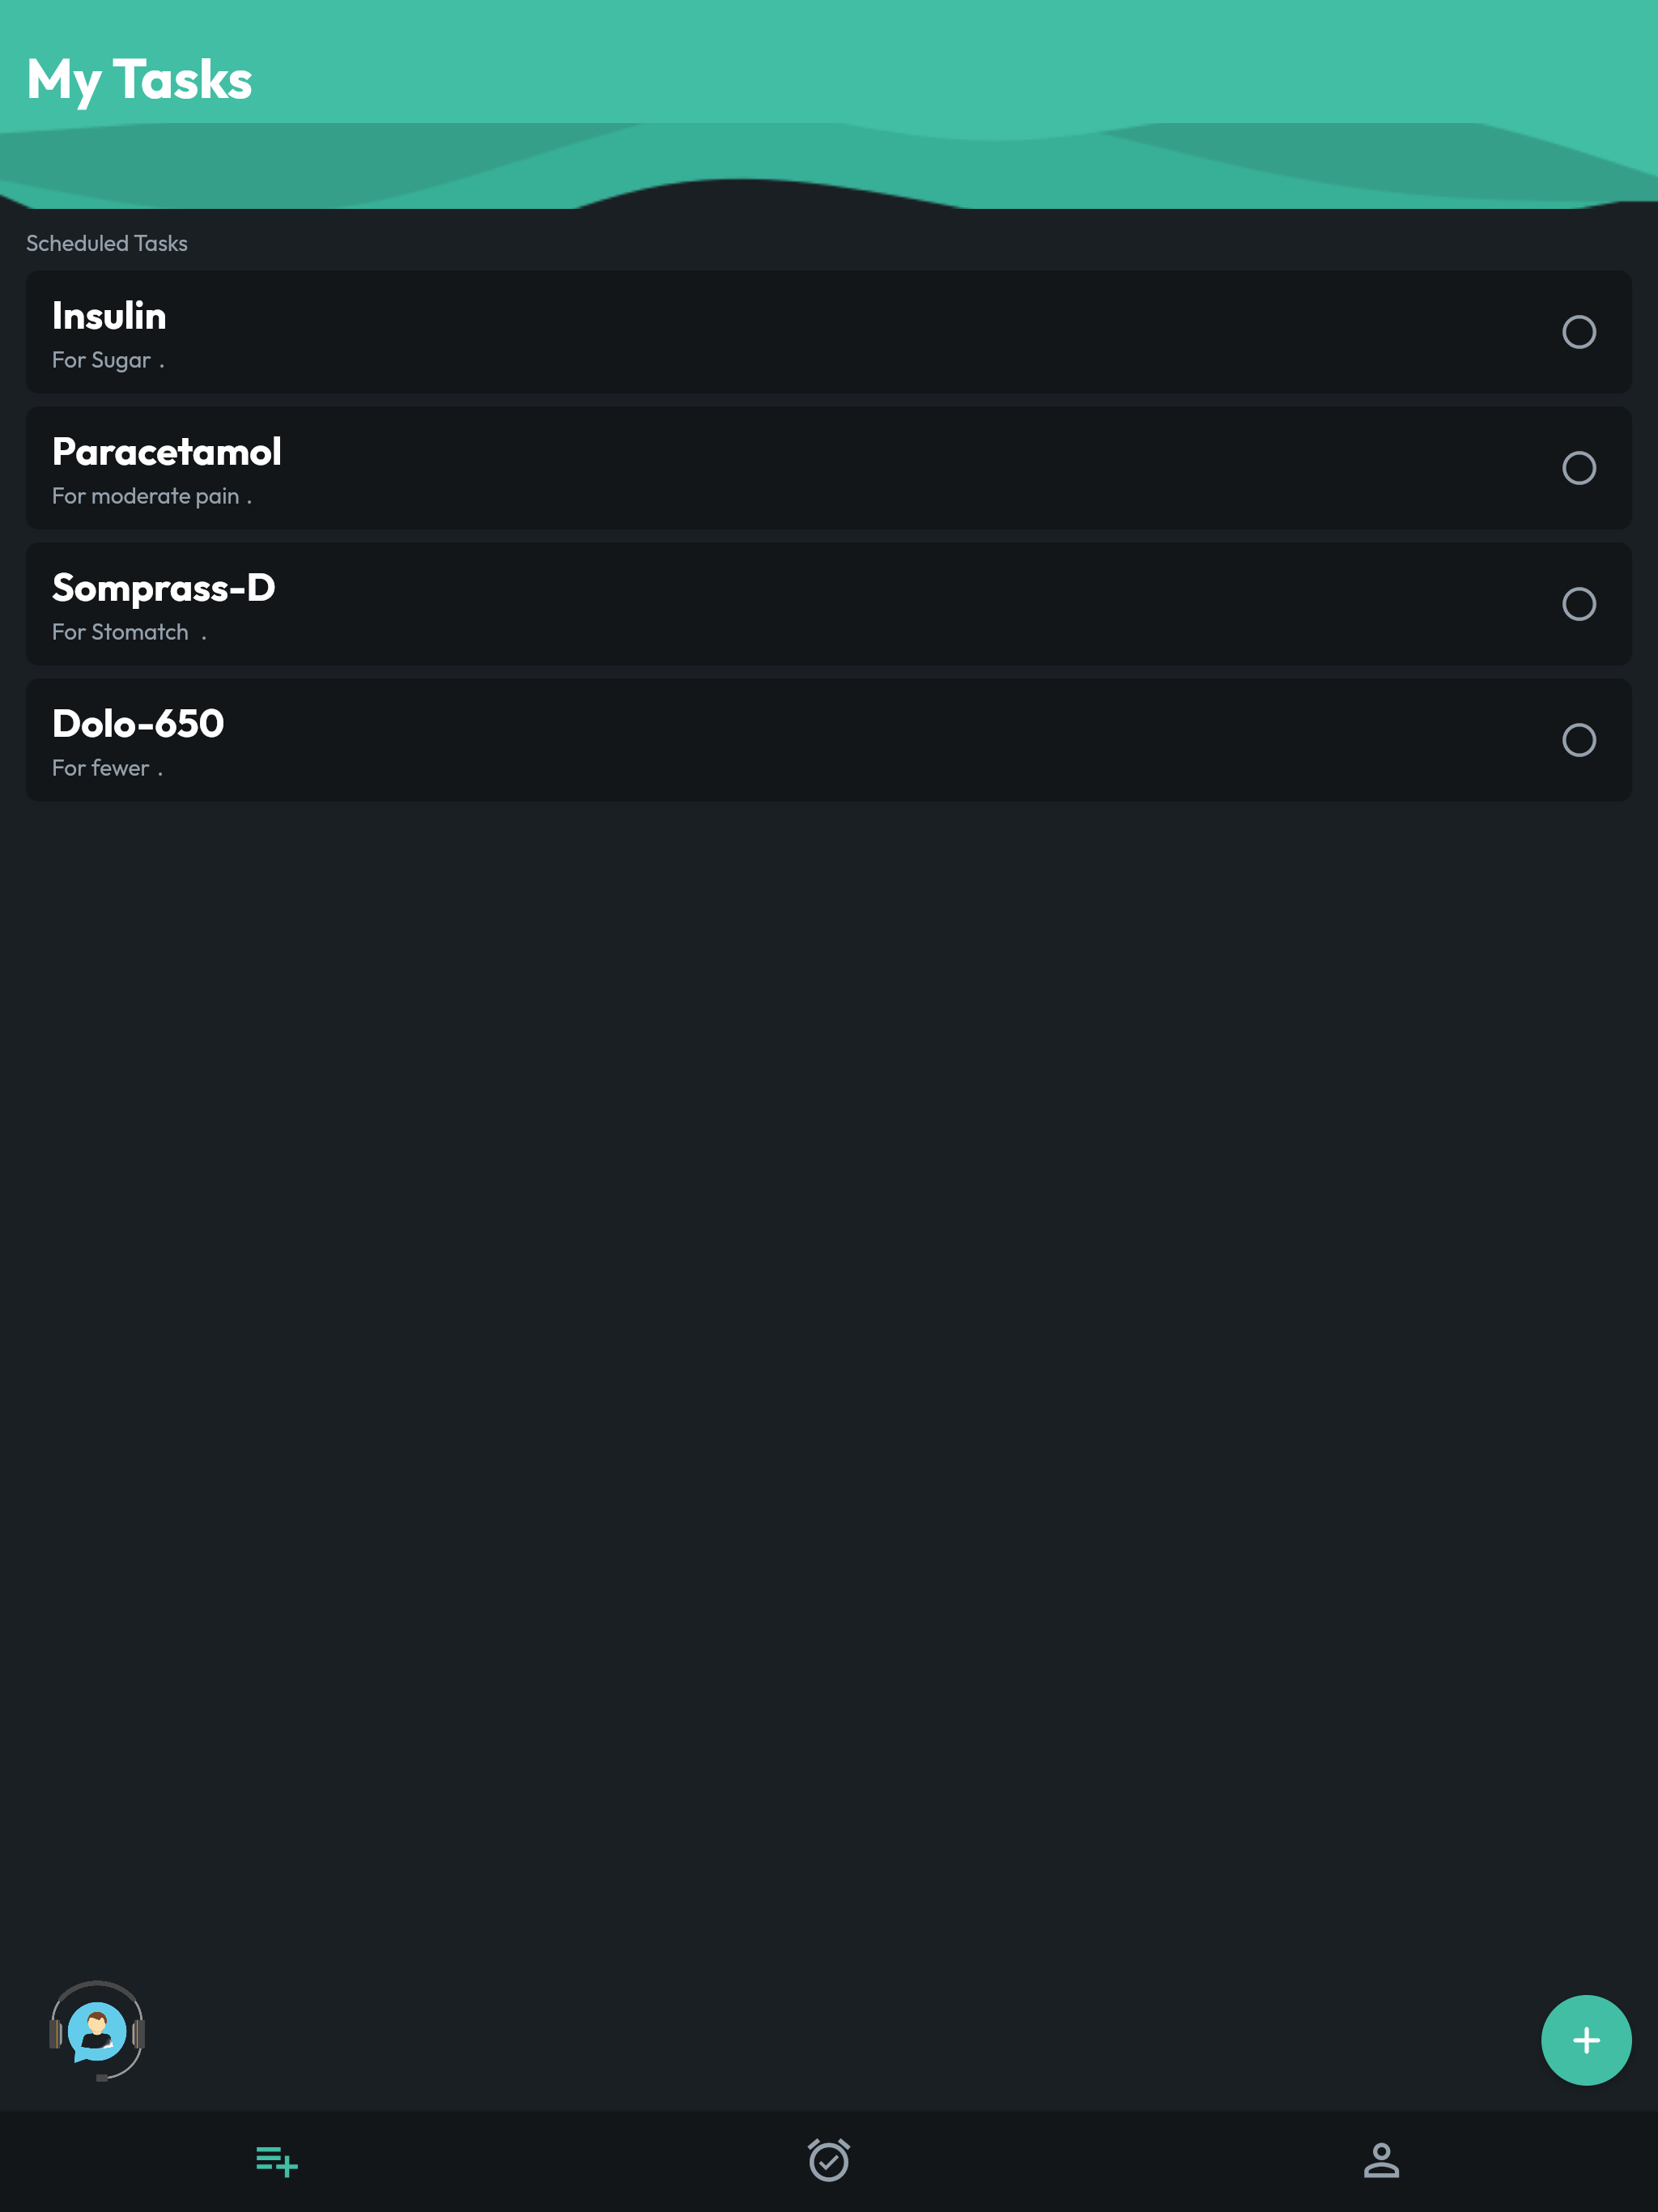 My Tasks
Scheduled Tasks
Insulin
For Sugar .
Paracetamol
For moderate pain .
Somprass-D
For Stomatch .
Dolo-650
For fewer .